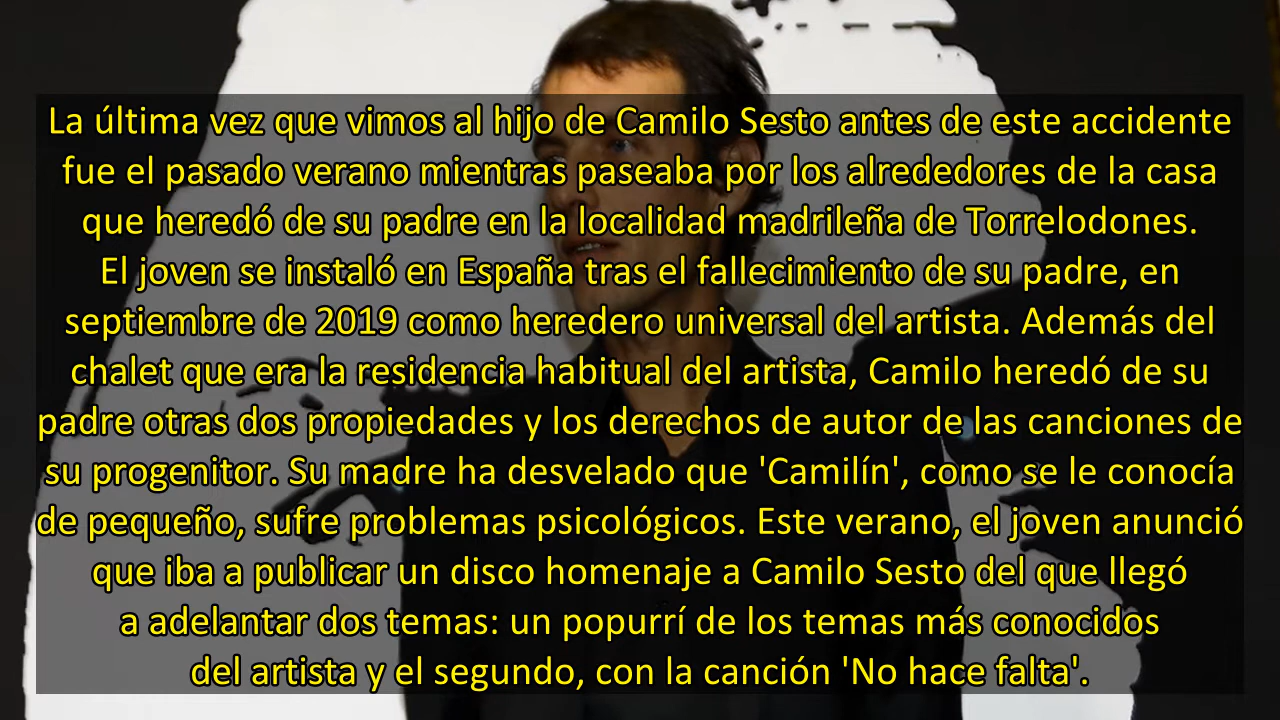 La última vez que vimos al hijo de Camilo Sesto antes de este accidente
fue el pasado verano mientras paseaba por los alrededores de la casa
que heredó de su padre en la localidad madrileña de Torrelodones.
El joven se instaló en España tras el fallecimiento de su padre, en
septiembre de 2019 como heredero universal del artista. Además del
chalet que era la residencia habitual del artista, Camilo heredó de su
padre otras dos propiedades y los derechos de autor de las canciones de
su progenitor. Su madre ha desvelado que 'Camilín', como se le conocía
de pequeño, sufre problemas psicológicos. Este verano, el joven anunció
que iba a publicar un disco homenaje a Camilo Sesto del que llegó
a adelantar dos temas: un popurrí de los temas más conocidos
del artista y el segundo, con la canción 'No hace falta'.